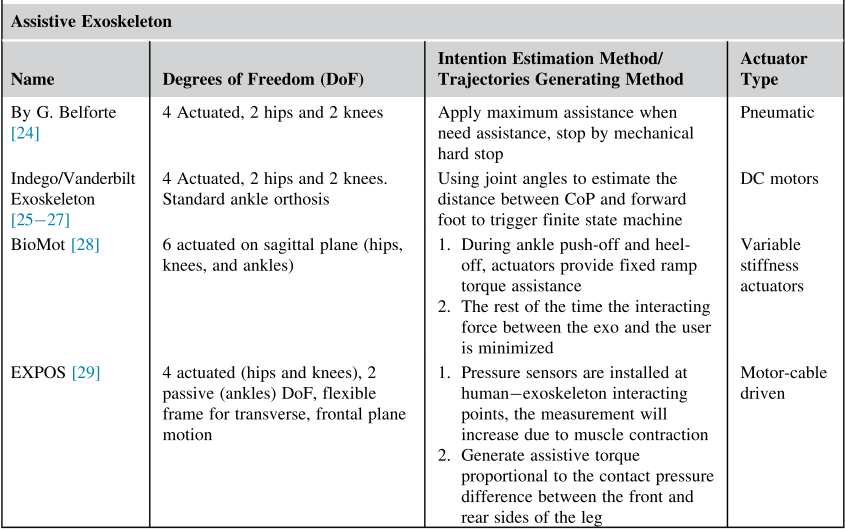 Assistive Exoskeleton
Name
Degrees of Freedom (DoF)
Intention Estimation Method/
Trajectories Generating Method
Actuator
Type
By G. Belforte
[24]
4 Actuated, 2 hips and 2 knees
Apply maximum assistance when
need assistance, stop by mechanical
hard stop
Pneumatic
Indego/Vanderbilt
Exoskeleton
[25−27]
4 Actuated, 2 hips and 2 knees.
Standard ankle orthosis
Using joint angles to estimate the
distance between CoP and forward
foot to trigger finite state machine
DC motors
BioMot [28]
6 actuated on sagittal plane (hips,
knees, and ankles)
1. During ankle push-off and heel-
off, actuators provide fixed ramp
torque assistance
2. The rest of the time the interacting
force between the exo and the user
is minimized
Variable
stiffness
actuators
EXPOS [29]
4 actuated (hips and knees), 2
passive (ankles) DoF, flexible
frame for transverse, frontal plane
motion
1. Pressure sensors are installed at
human−exoskeleton interacting
points, the measurement will
increase due to muscle contraction
2. Generate assistive torque
proportional to the contact pressure
difference between the front and
rear sides of the leg
Motor-cable
driven